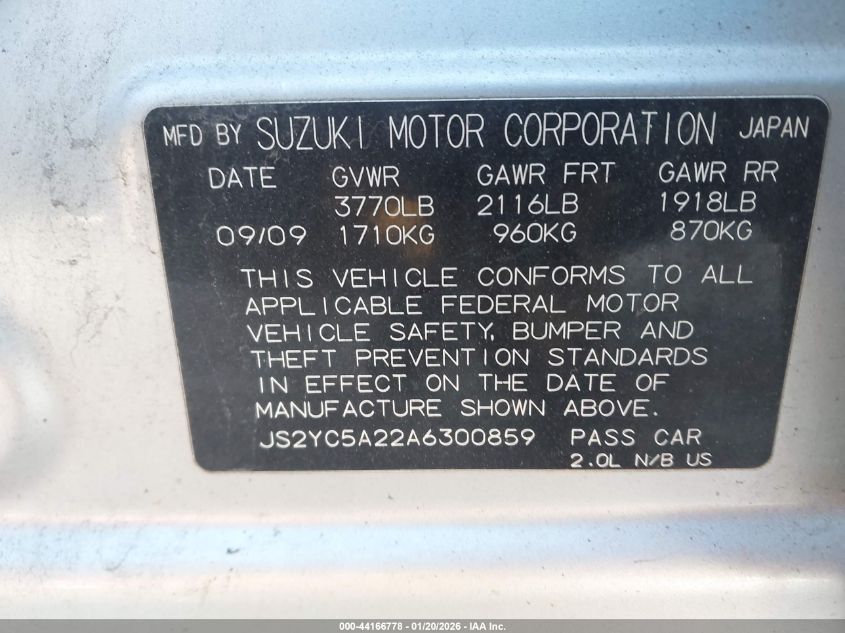 MFD BY SUZUKI MOTOR CORPORATION JAPAN
DATE GVWR GAWR FRT GAWR RR
3770LB 2116LB 1918LB
09/09 1710KG 960KG 870KG
THIS VEHICLE CONFORMS TO ALL
APPLICABLE FEDERAL MOTOR
VEHICLE SAFETY, BUMPER AND
THEFT PREVENTION STANDARDS
IN EFFECT ON THE DATE OF
MANUFACTURE SHOWN ABOVE.
JS2YC5A22A6300859 PASS CAR
2.0L N/B US
000-44166778 - 01/20/2026 - IAA Inc.